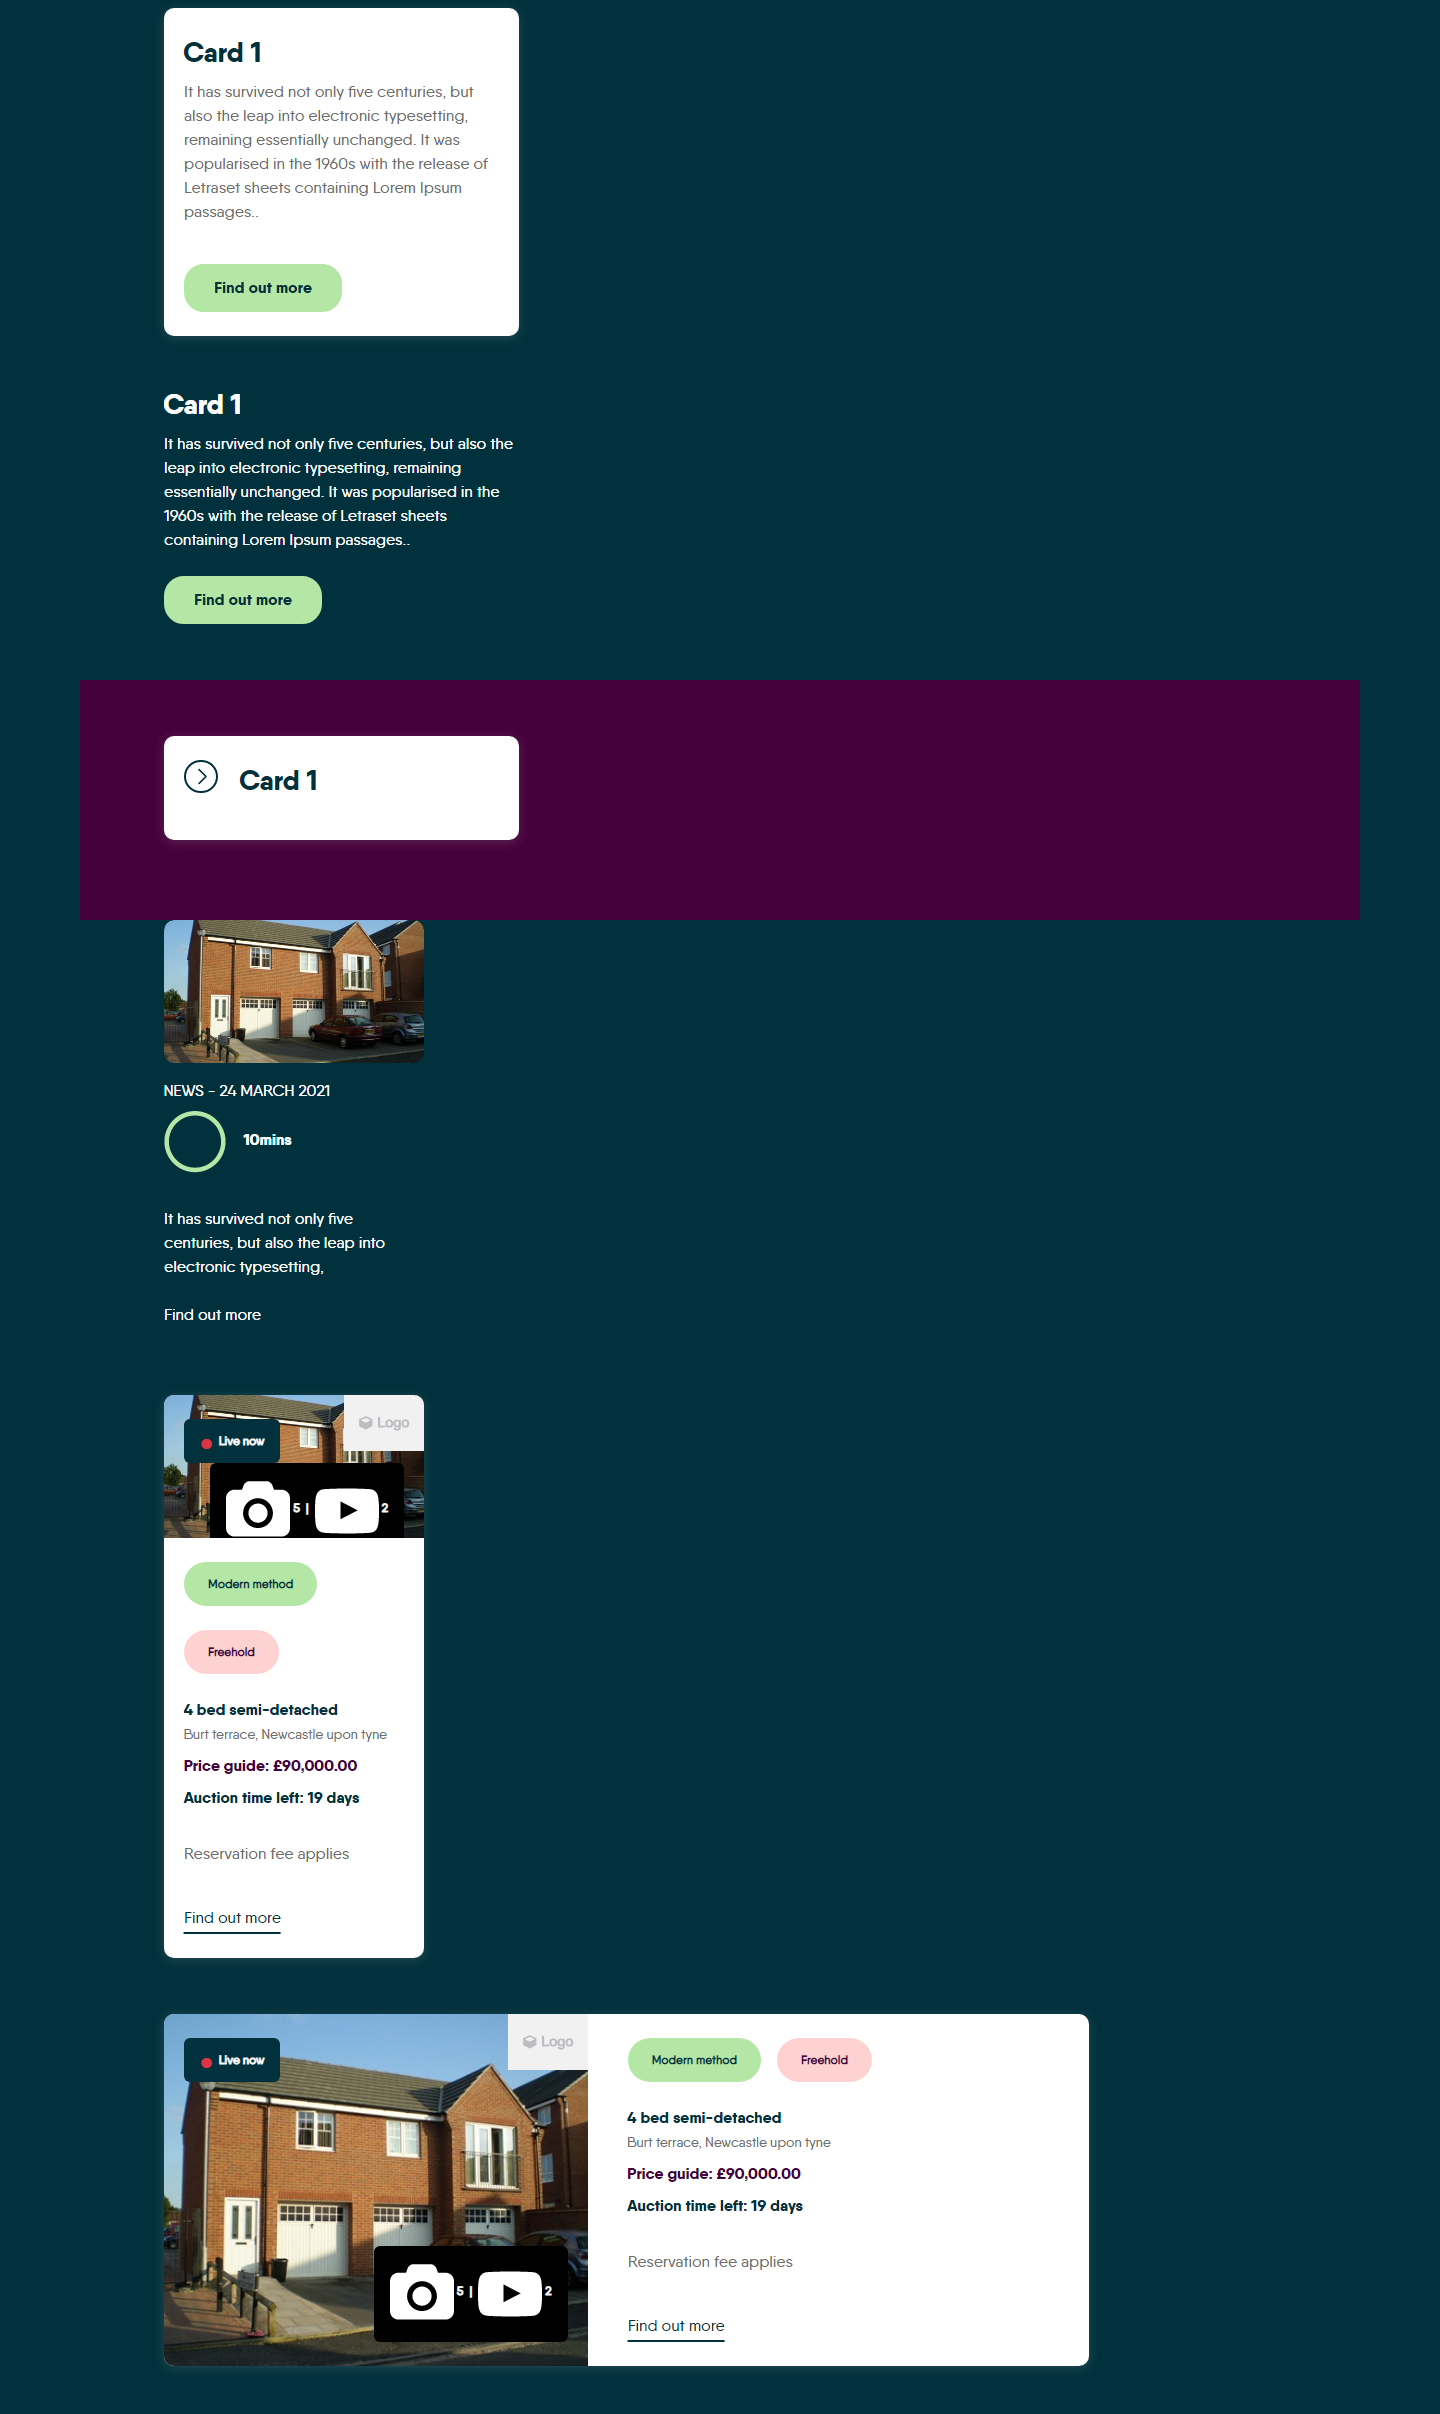 Card 1
It has survived not only five centuries, but
also the leap into electronic typesetting,
remaining essentially unchanged. It was
popularised in the 1960s with the release of
Letraset sheets containing Lorem Ipsum
passages..
Find out more
Card 1
It has survived not only five centuries, but also the
leap into electronic typesetting, remaining
essentially unchanged. It was popularised in the
1960s with the release of Letraset sheets
containing Lorem Ipsum passages..
Find out more
Card 1
NEWS - 24 MARCH 2021
10mins
It has survived not only five
centuries, but also the leap into
electronic typesetting,
Find out more
Logo
Live now
5 | 2
Modern method
Freehold
4 bed semi-detached
Burt terrace, Newcastle upon tyne
Price guide: £90,000.00
Auction time left: 19 days
Reservation fee applies
Find out more
Logo
Live now
5 | 2
Modern method
Freehold
4 bed semi-detached
Burt terrace, Newcastle upon tyne
Price guide: £90,000.00
Auction time left: 19 days
Reservation fee applies
Find out more